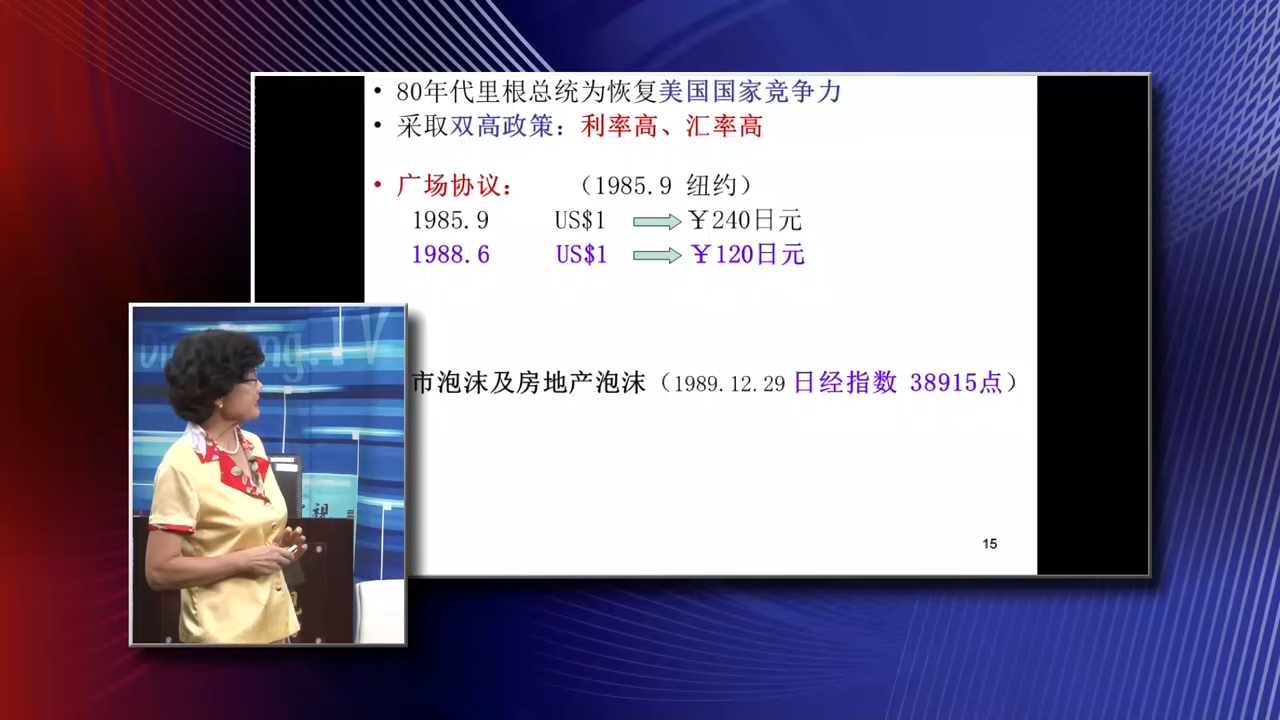 • 80年代里根总统为恢复美国国家竞争力
• 采取双高政策：利率高、汇率高
• 广场协议： （1985.9 纽约）
1985.9 US$1 ￥240日元
1988.6 US$1 ￥120日元
市泡沫及房地产泡沫（1989.12.29 日经指数 38915点）
15